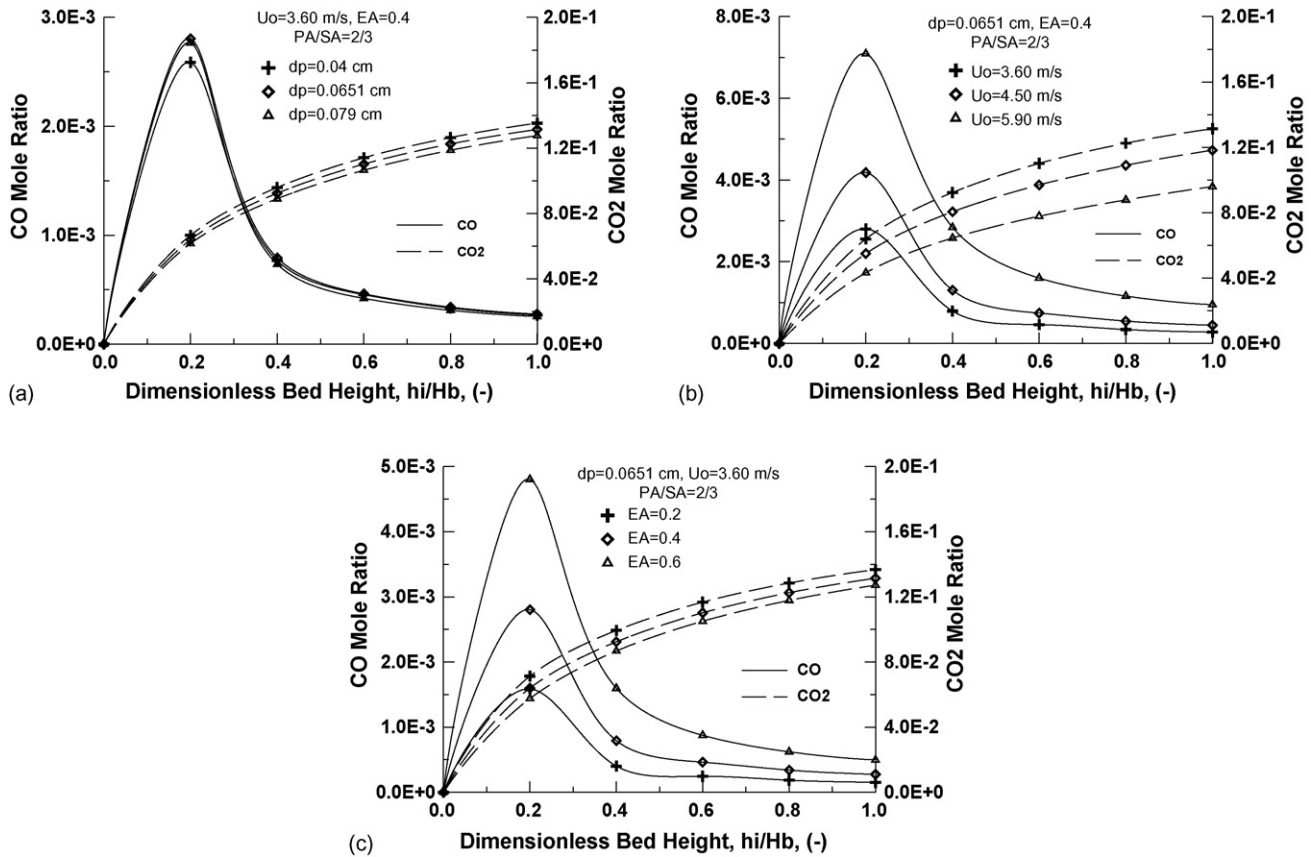 Uo=3.60 m/s, EA=0.4
PA/SA=2/3
dp=0.04 cm
dp=0.0651 cm
dp=0.079 cm
CO
CO2
3.0E-3
2.0E-3
1.0E-3
0.0E+0
CO Mole Ratio
2.0E-1
1.6E-1
1.2E-1
8.0E-2
4.0E-2
0.0E+0
CO2 Mole Ratio
0.0 0.2 0.4 0.6 0.8 1.0
Dimensionless Bed Height, hi/Hb, (-)
(a)
dp=0.0651 cm, EA=0.4
PA/SA=2/3
Uo=3.60 m/s
Uo=4.50 m/s
Uo=5.90 m/s
CO
CO2
8.0E-3
6.0E-3
4.0E-3
2.0E-3
0.0E+0
CO Mole Ratio
2.0E-1
1.6E-1
1.2E-1
8.0E-2
4.0E-2
0.0E+0
CO2 Mole Ratio
0.0 0.2 0.4 0.6 0.8 1.0
Dimensionless Bed Height, hi/Hb, (-)
(b)
dp=0.0651 cm, Uo=3.60 m/s
PA/SA=2/3
EA=0.2
EA=0.4
EA=0.6
CO
CO2
5.0E-3
4.0E-3
3.0E-3
2.0E-3
1.0E-3
0.0E+0
CO Mole Ratio
2.0E-1
1.6E-1
1.2E-1
8.0E-2
4.0E-2
0.0E+0
CO2 Mole Ratio
0.0 0.2 0.4 0.6 0.8 1.0
Dimensionless Bed Height, hi/Hb, (-)
(c)